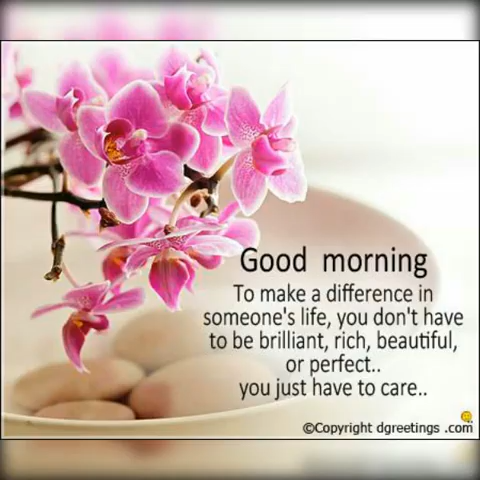 Good morning
To make a difference in
someone's life, you don't have
to be brilliant, rich, beautiful,
or perfect..
you just have to care..
©Copyright dgreetings .com